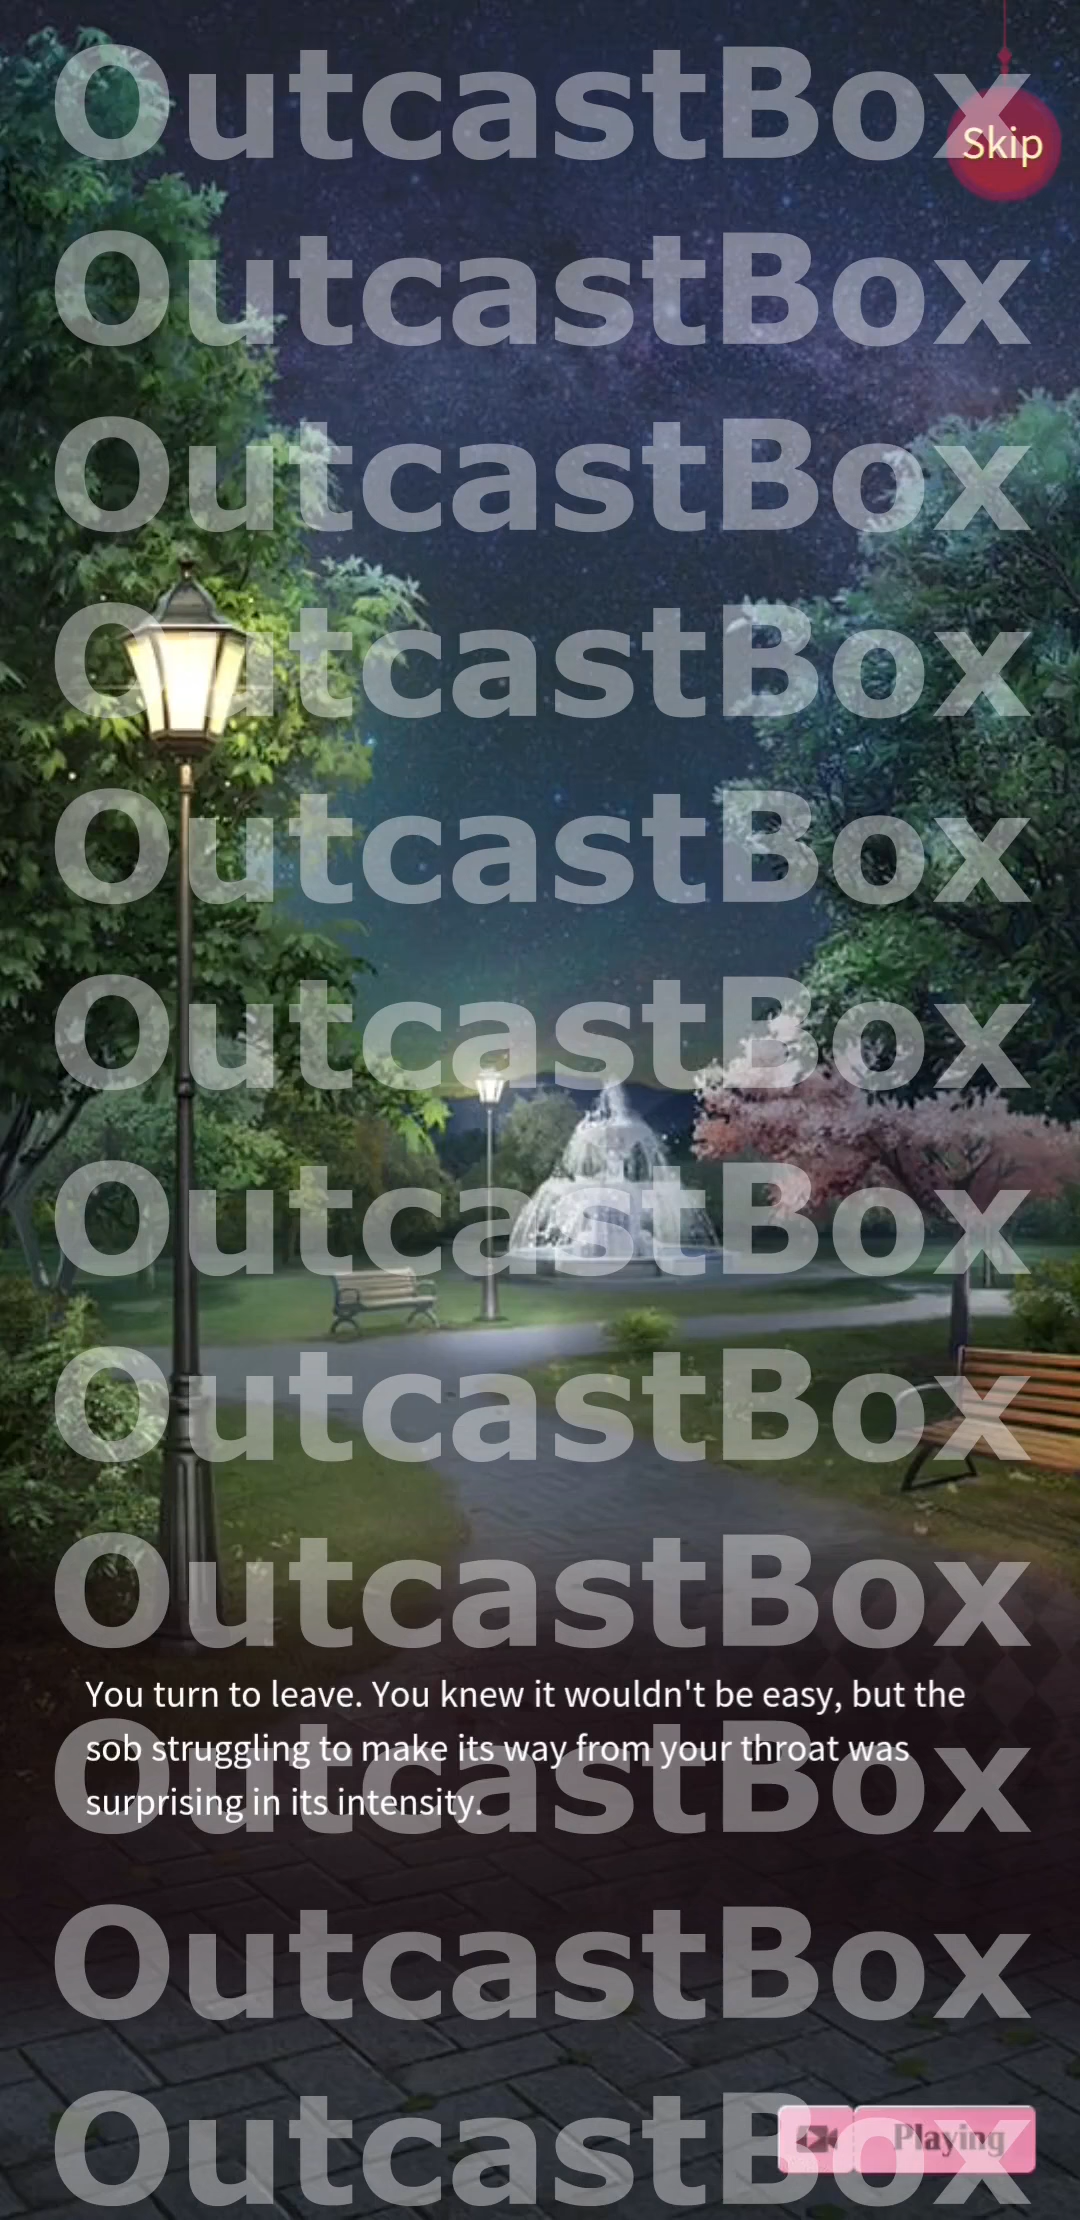 OutcastBox
Skip
OutcastBox
OutcastBox
OutcastBox
OutcastBox
OutcastBox
OutcastBox
OutcastBox
OutcastBox
You turn to leave. You knew it wouldn't be easy, but the
OutcastBox
sob struggling to make its way from your throat was
surprising in its intensity.
OutcastBox
OutcastBox
Playing